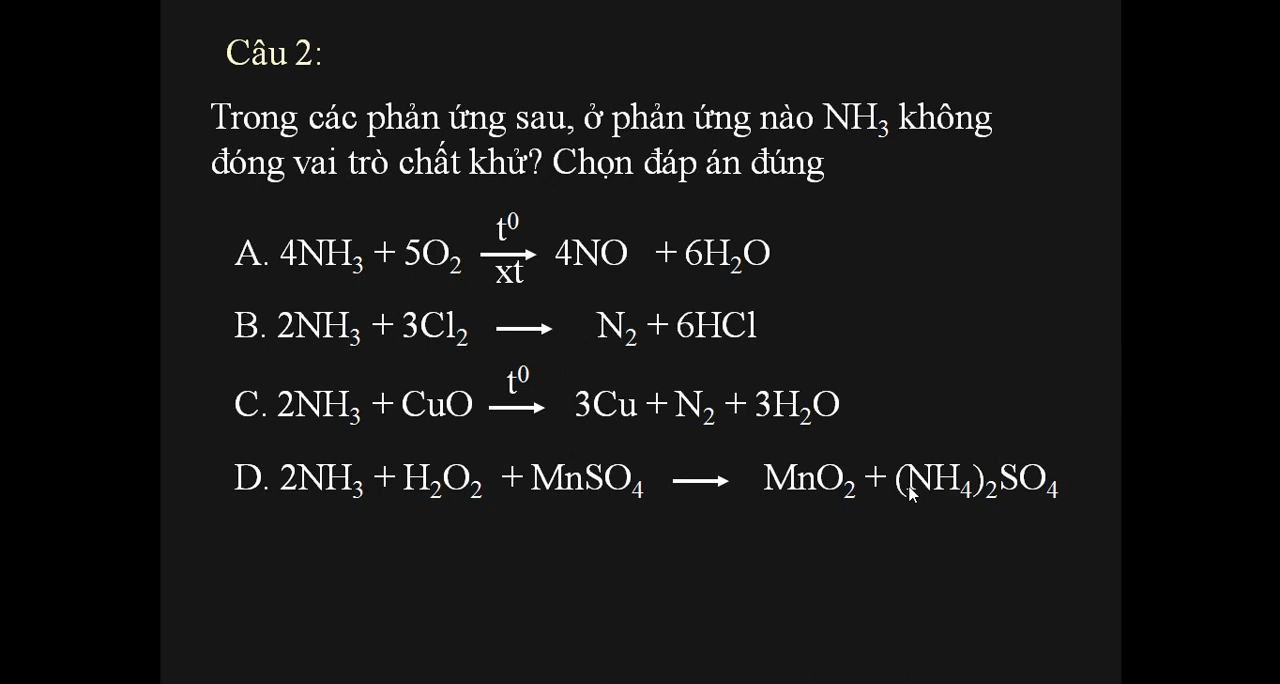 Câu 2:
Trong các phản ứng sau, ở phản ứng nào NH₃ không
đóng vai trò chất khử? Chọn đáp án đúng
t⁰
A. 4NH₃ + 5O₂ ⟶ 4NO + 6H₂O
xt
B. 2NH₃ + 3Cl₂ ⟶ N₂ + 6HCl
t⁰
C. 2NH₃ + CuO ⟶ 3Cu + N₂ + 3H₂O
D. 2NH₃ + H₂O₂ + MnSO₄ ⟶ MnO₂ + (NH₄)₂SO₄